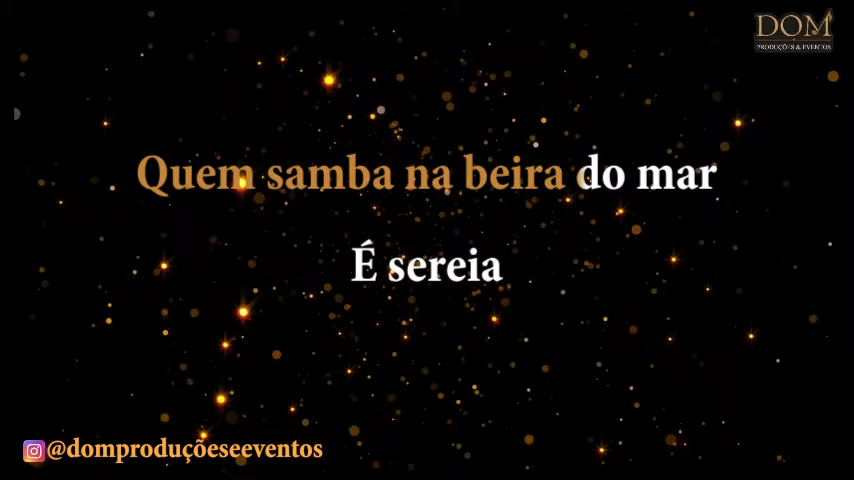 DOM
PRODUÇÕES & EVENTOS
Quem samba na beira do mar
É sereia
@domproduçõeseeventos